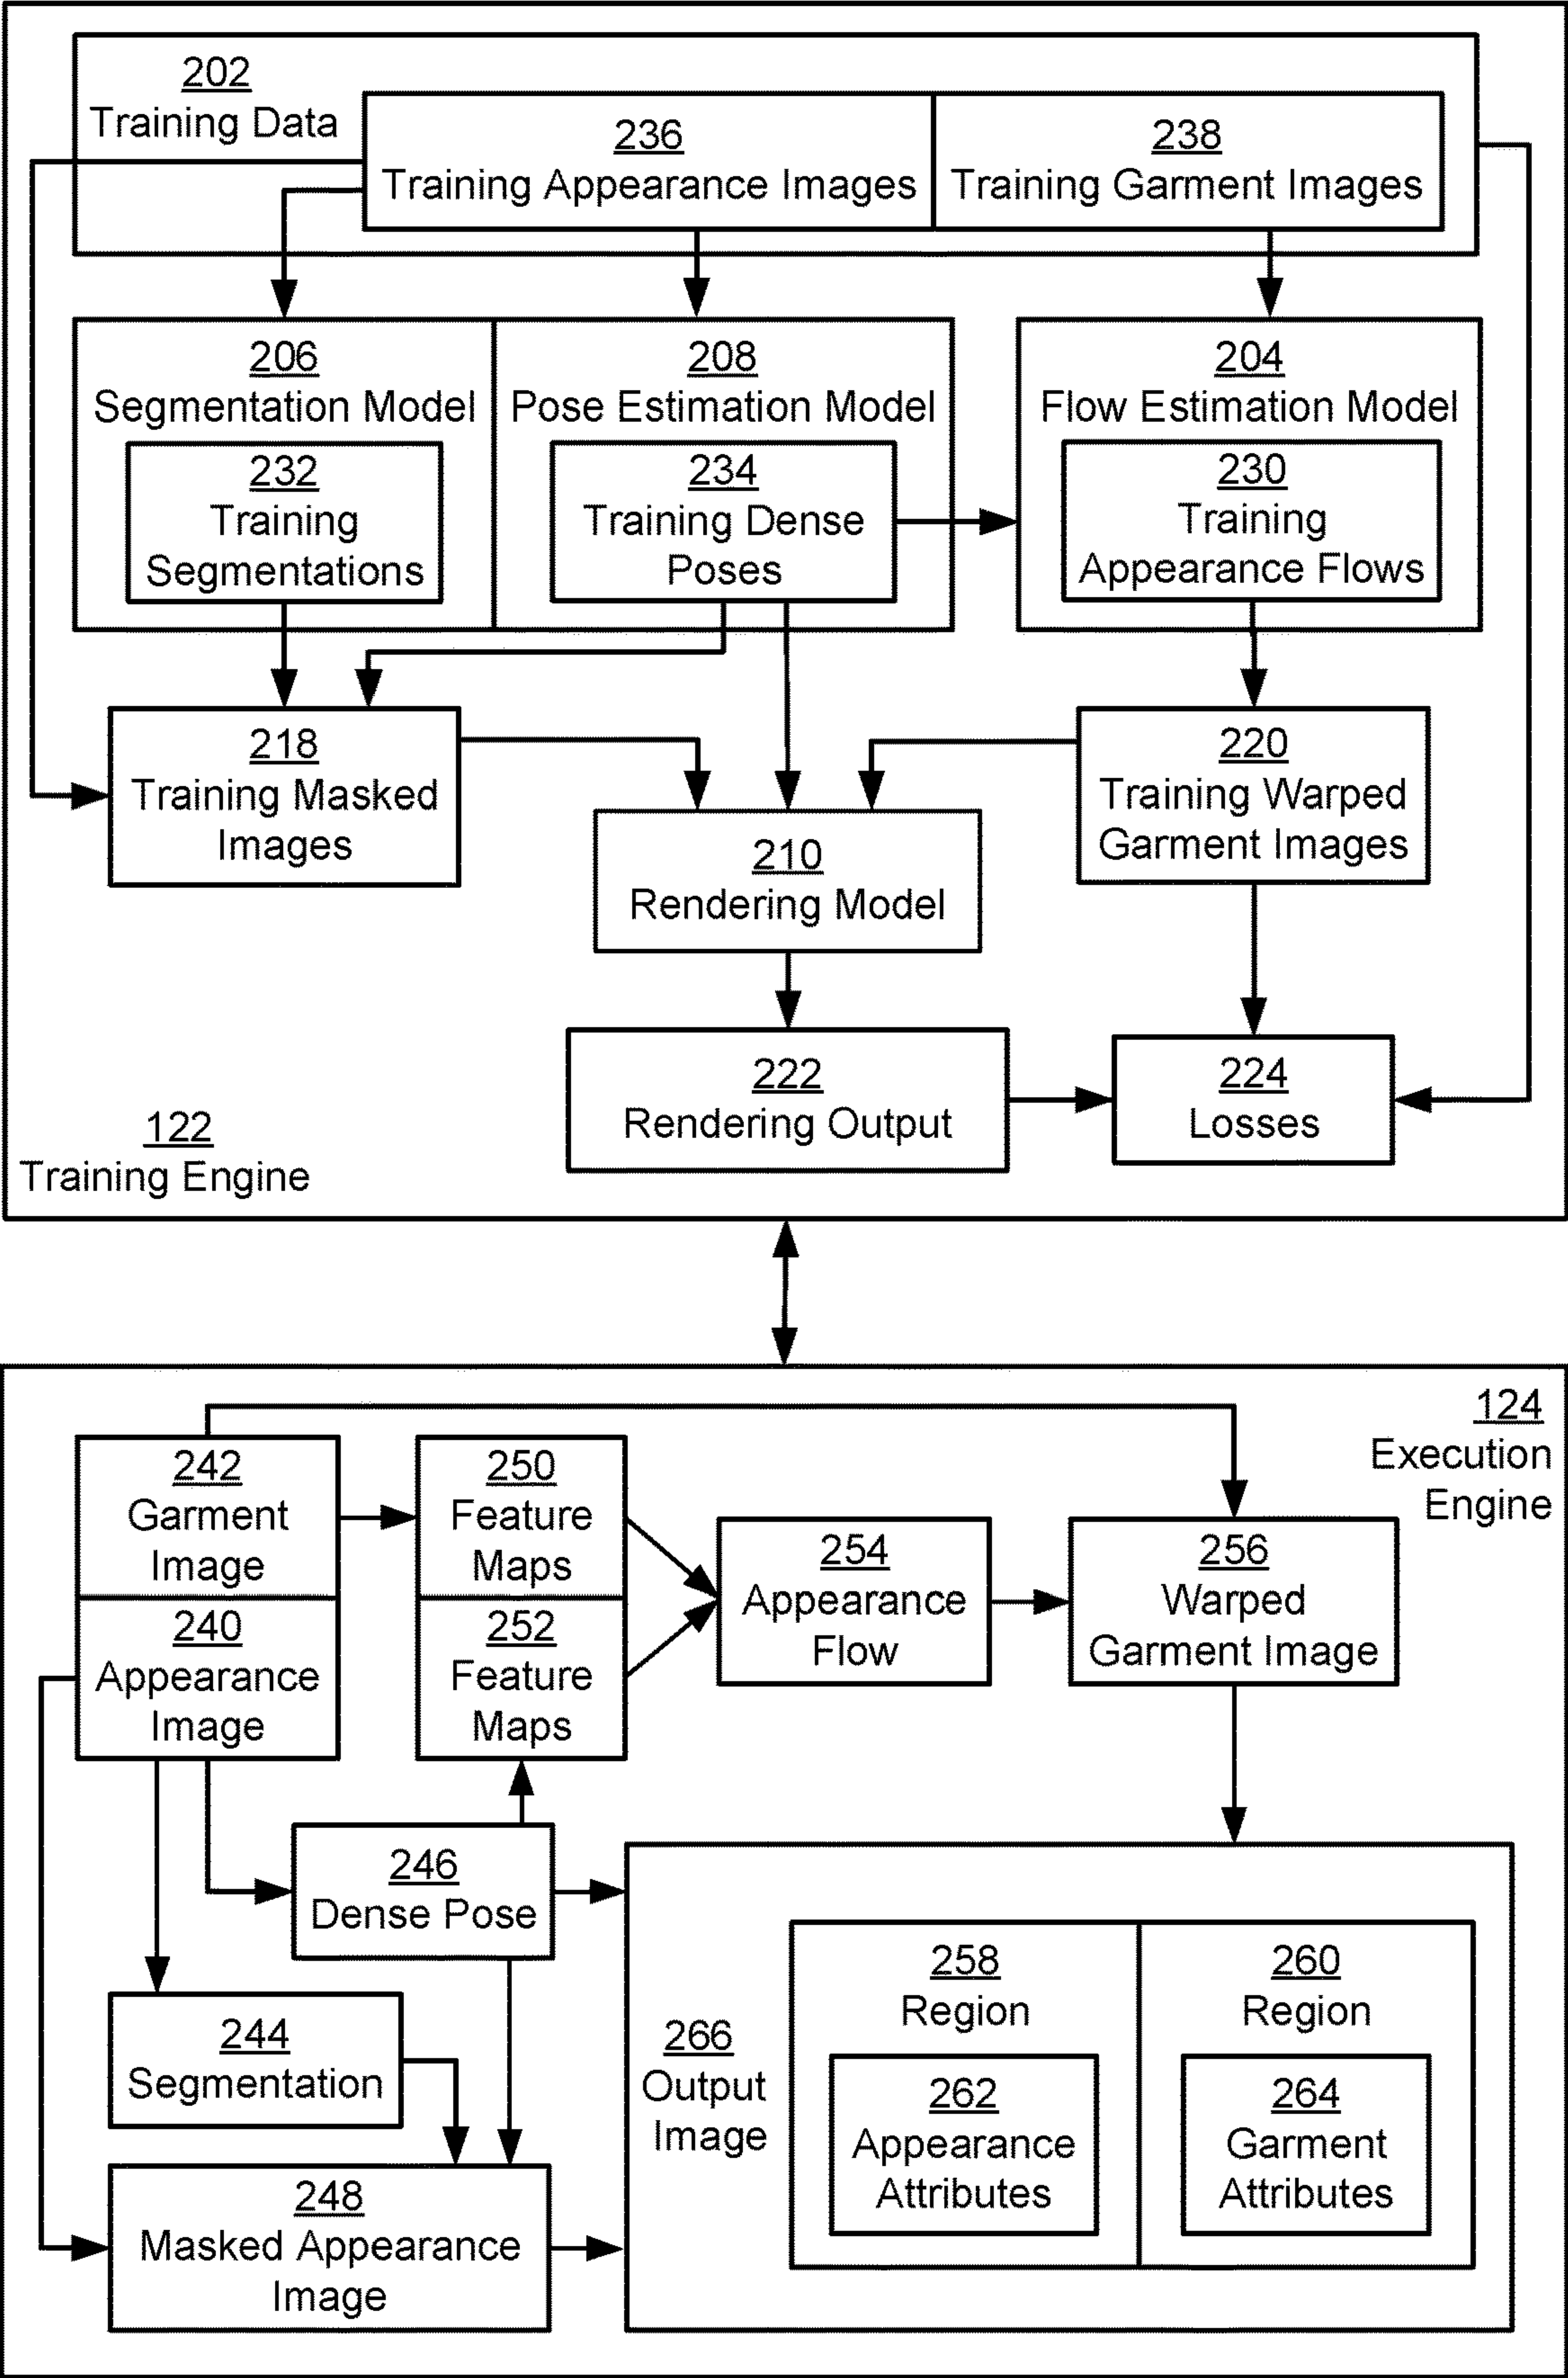 202
Training Data
236
Training Appearance Images
238
Training Garment Images
206
Segmentation Model
232
Training
Segmentations
208
Pose Estimation Model
234
Training Dense
Poses
204
Flow Estimation Model
230
Training
Appearance Flows
218
Training Masked
Images
210
Rendering Model
220
Training Warped
Garment Images
222
Rendering Output
224
Losses
122
Training Engine
124
Execution
Engine
242
Garment
Image
240
Appearance
Image
250
Feature
Maps
252
Feature
Maps
254
Appearance
Flow
256
Warped
Garment Image
246
Dense Pose
244
Segmentation
248
Masked Appearance
Image
266
Output
Image
258
Region
262
Appearance
Attributes
260
Region
264
Garment
Attributes